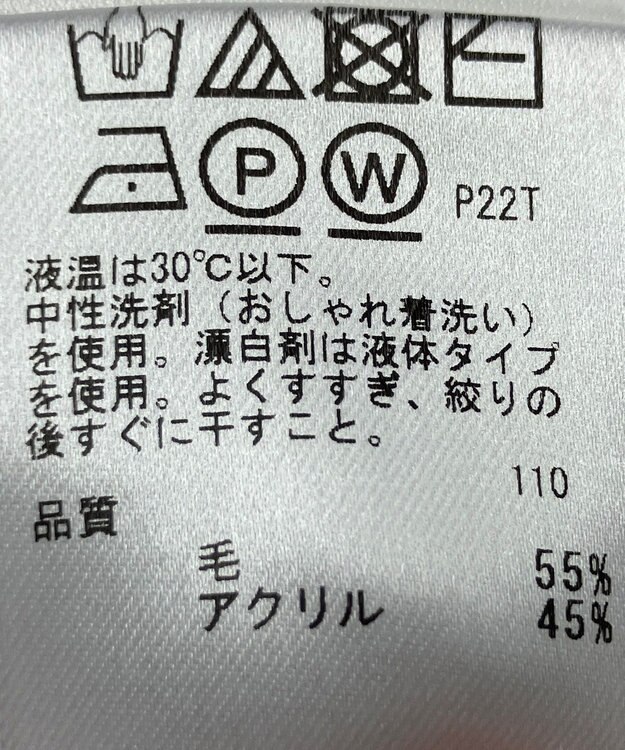 P
W
P22T
液温は30℃以下。
中性洗剤（おしゃれ着洗い）
を使用。漂白剤は液体タイプ
を使用。よくすすぎ、絞りの
後すぐに干すこと。
110
品質
毛 55%
アクリル 45%